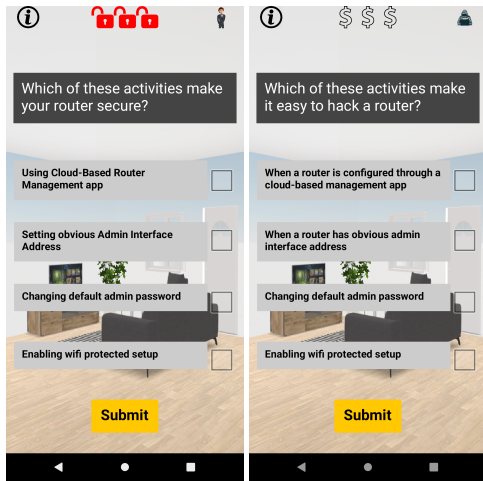 Which of these activities make
your router secure?
Using Cloud-Based Router
Management app
Setting obvious Admin Interface
Address
Changing default admin password
Enabling wifi protected setup
Submit
$ $ $
Which of these activities make
it easy to hack a router?
When a router is configured through a
cloud-based management app
When a router has obvious admin
interface address
Changing default admin password
Enabling wifi protected setup
Submit